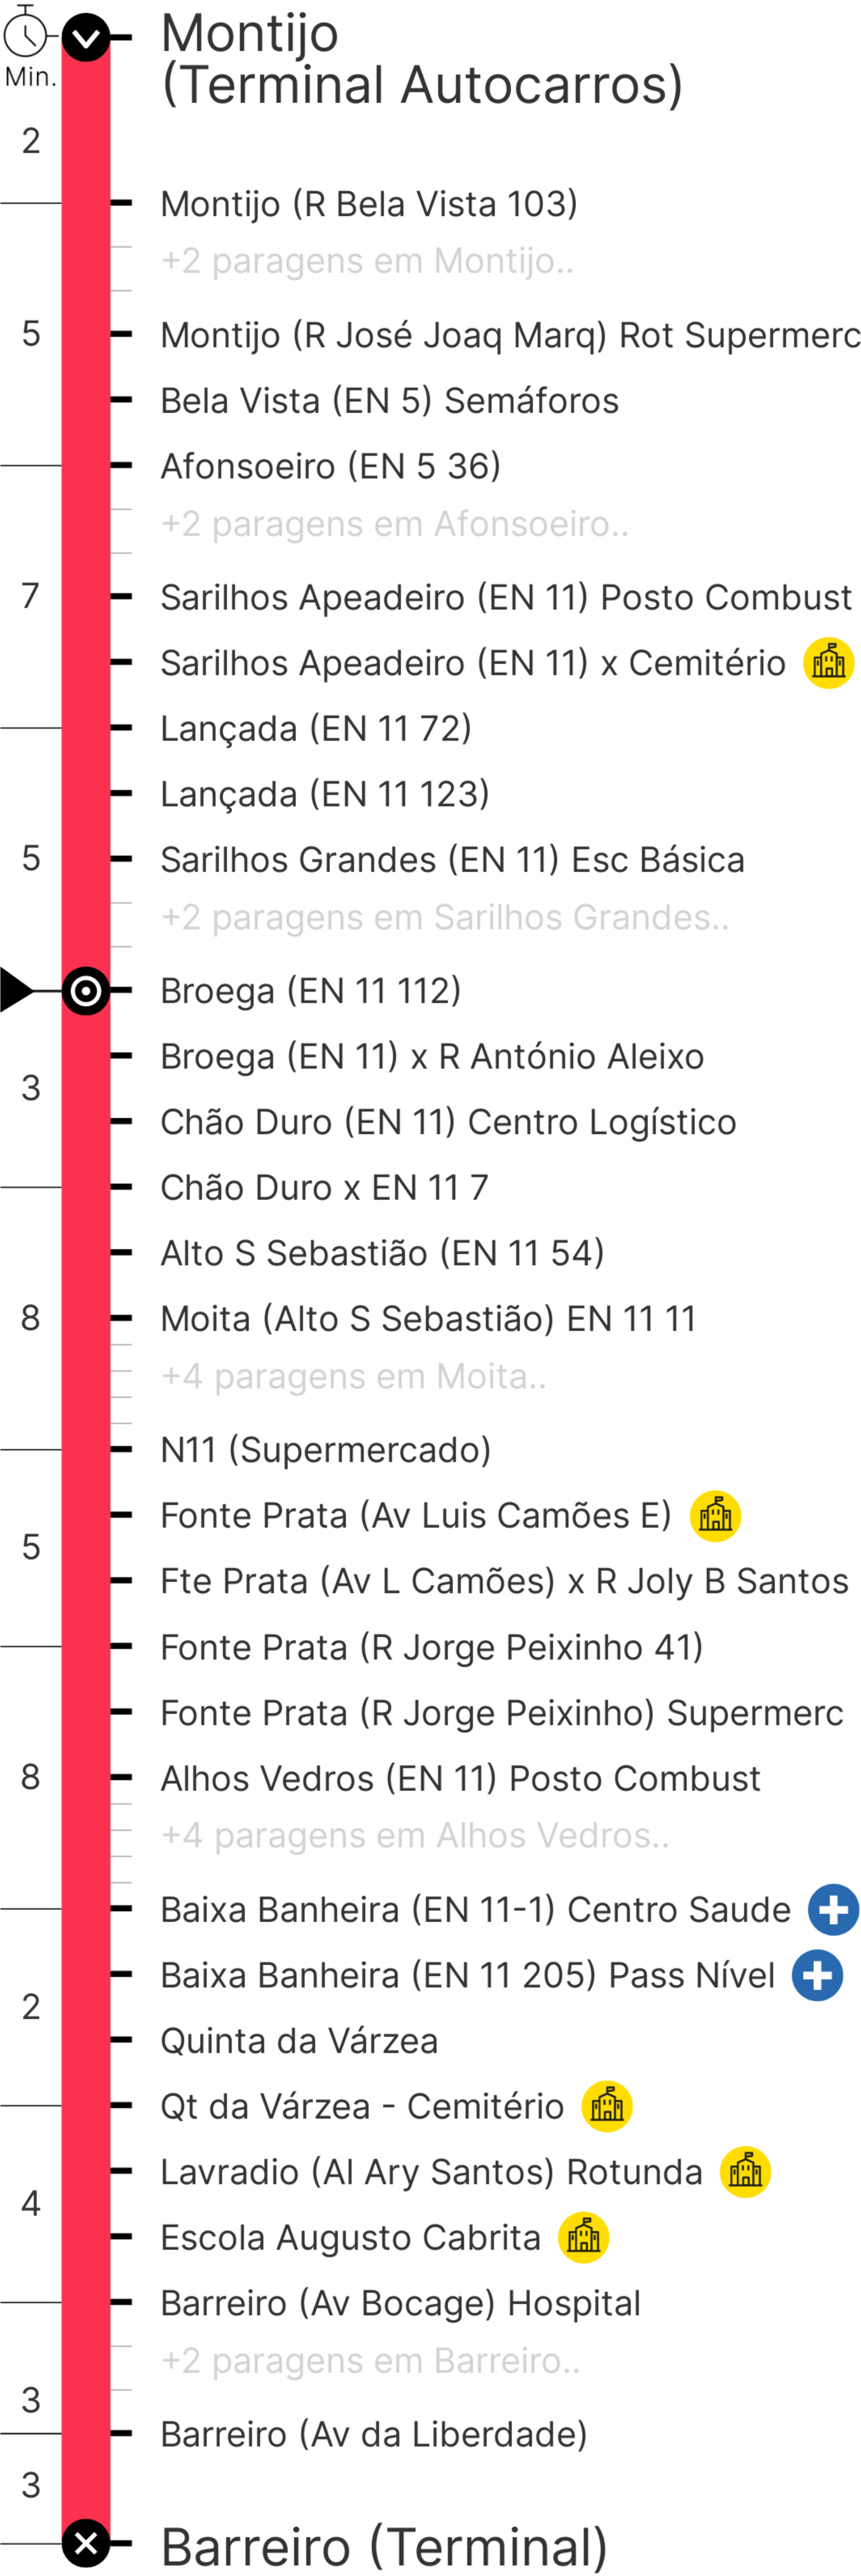 Montijo
(Terminal Autocarros)
Min.
2
Montijo (R Bela Vista 103)
+2 paragens em Montijo..
5
Montijo (R José Joaq Marq) Rot Supermerc
Bela Vista (EN 5) Semáforos
Afonsoeiro (EN 5 36)
+2 paragens em Afonsoeiro..
7
Sarilhos Apeadeiro (EN 11) Posto Combust
Sarilhos Apeadeiro (EN 11) x Cemitério
Lançada (EN 11 72)
Lançada (EN 11 123)
5
Sarilhos Grandes (EN 11) Esc Básica
+2 paragens em Sarilhos Grandes..
Broega (EN 11 112)
Broega (EN 11) x R António Aleixo
3
Chão Duro (EN 11) Centro Logístico
Chão Duro x EN 11 7
Alto S Sebastião (EN 11 54)
8
Moita (Alto S Sebastião) EN 11 11
+4 paragens em Moita..
N11 (Supermercado)
Fonte Prata (Av Luis Camões E)
5
Fte Prata (Av L Camões) x R Joly B Santos
Fonte Prata (R Jorge Peixinho 41)
Fonte Prata (R Jorge Peixinho) Supermerc
8
Alhos Vedros (EN 11) Posto Combust
+4 paragens em Alhos Vedros..
Baixa Banheira (EN 11-1) Centro Saude
Baixa Banheira (EN 11 205) Pass Nível
2
Quinta da Várzea
Qt da Várzea - Cemitério
Lavradio (Al Ary Santos) Rotunda
4
Escola Augusto Cabrita
Barreiro (Av Bocage) Hospital
+2 paragens em Barreiro..
3
Barreiro (Av da Liberdade)
3
Barreiro (Terminal)